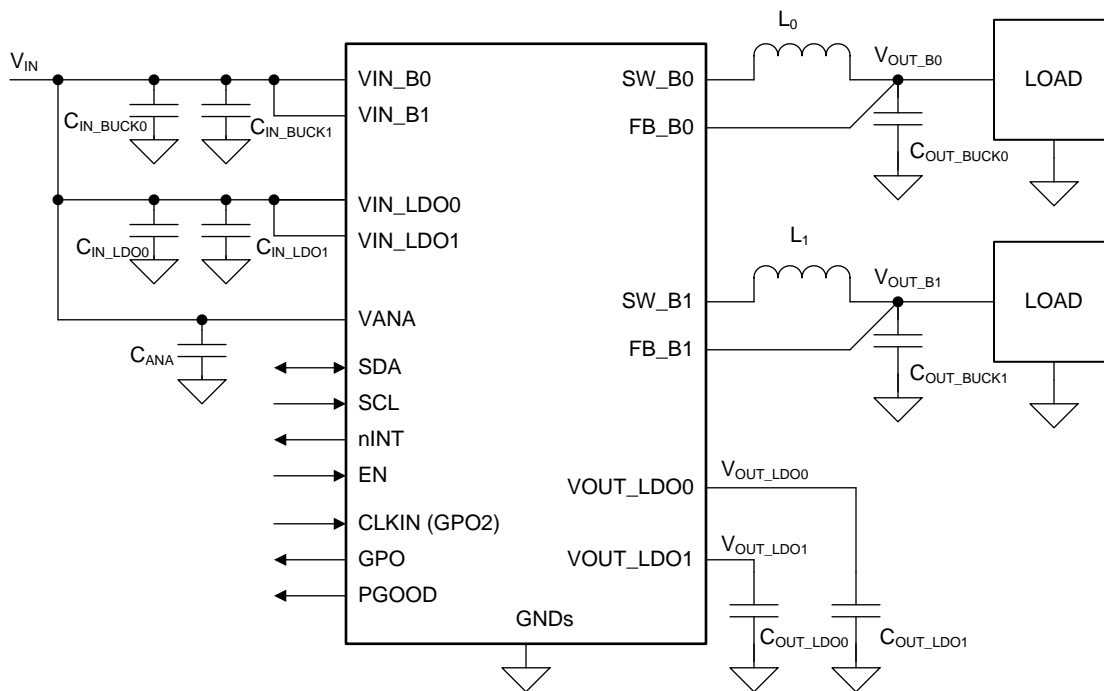 L0
VIN
VOUT_B0
VIN_B0
SW_B0
LOAD
VIN_B1
CIN_BUCK0
CIN_BUCK1
FB_B0
COUT_BUCK0
VIN_LDO0
VIN_LDO1
CIN_LDO0
CIN_LDO1
L1
VOUT_B1
SW_B1
LOAD
VANA
CANA
FB_B1
COUT_BUCK1
SDA
SCL
nINT
EN
VOUT_LDO0
VOUT_LDO0
CLKIN (GPO2)
GPO
VOUT_LDO1
VOUT_LDO1
PGOOD
GNDs
COUT_LDO0
COUT_LDO1